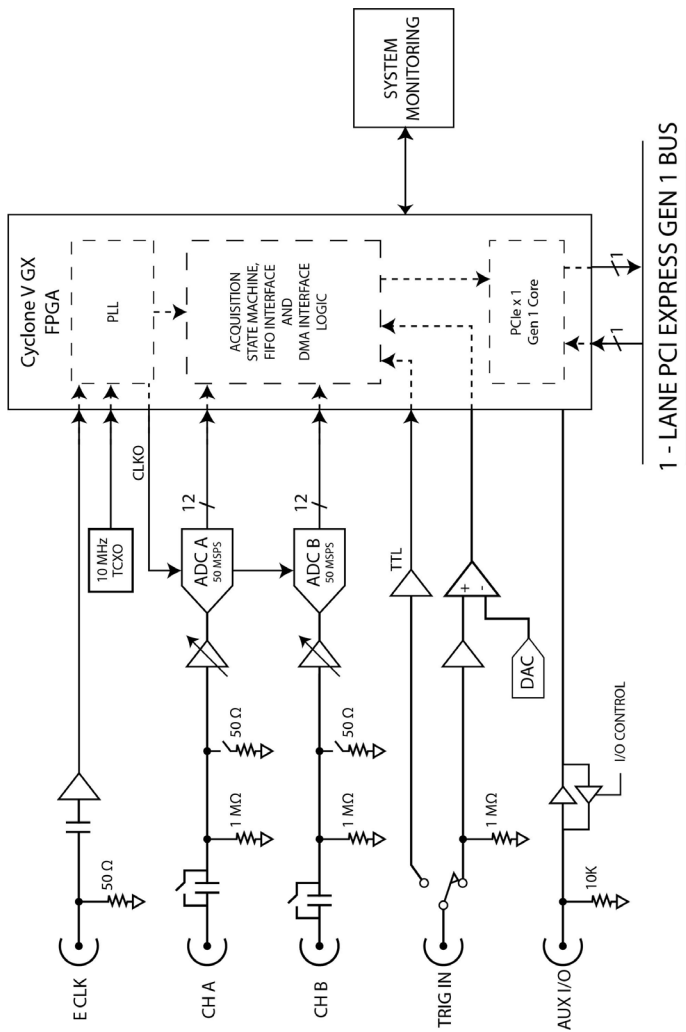 E CLK
50 Ω
10 MHz
TCXO
CLKO
Cyclone V GX
FPGA
PLL
CH A
1 MΩ
50 Ω
ADC A
50 MSPS
12
ACQUISITION
STATE MACHINE,
FIFO INTERFACE
AND
DMA INTERFACE
LOGIC
SYSTEM
MONITORING
CH B
1 MΩ
50 Ω
ADC B
50 MSPS
12
TRIG IN
TTL
1 MΩ
+
-
DAC
PCIe x 1
Gen 1 Core
1
1
AUX I/O
10K
I/O CONTROL
1 - LANE PCI EXPRESS GEN 1 BUS